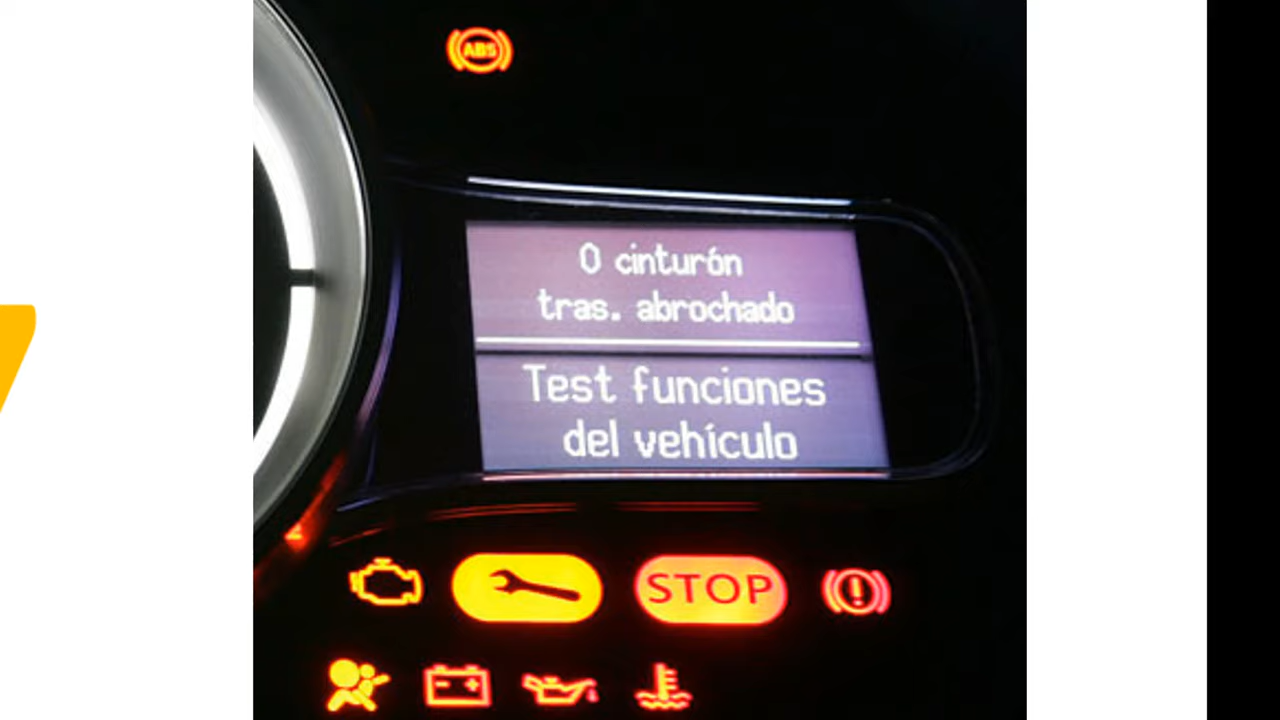 ABS
0 cinturón
tras. abrochado
Test funciones
del vehículo
STOP